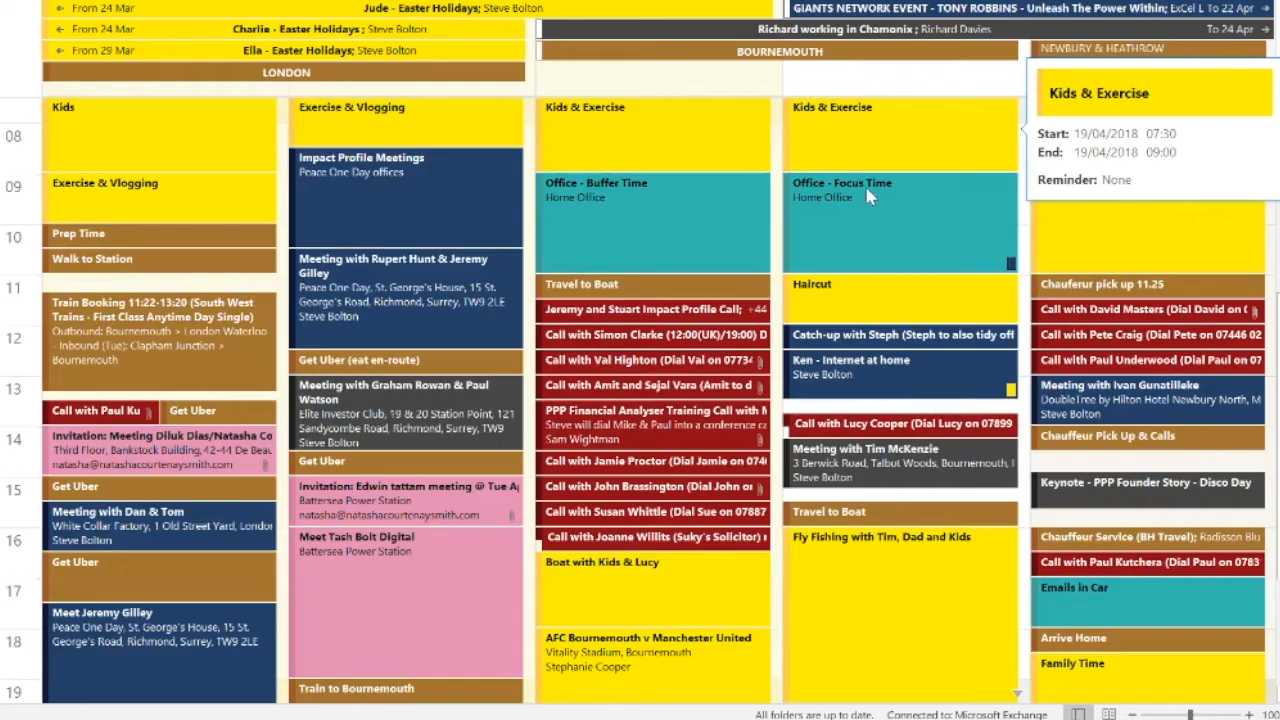 ← From 24 Mar
Jude - Easter Holidays; Steve Bolton
GIANTS NETWORK EVENT - TONY ROBBINS - Unleash The Power Within; ExCel L To 22 Apr →
← From 24 Mar
Charlie - Easter Holidays ; Steve Bolton
Richard working in Chamonix ; Richard Davies
To 24 Apr →
← From 29 Mar
Ella - Easter Holidays; Steve Bolton
BOURNEMOUTH
NEWBURY & HEATHROW
LONDON
08
09
10
11
12
13
14
15
16
17
18
19
Kids
Exercise & Vlogging
Prep Time
Walk to Station
Train Booking 11:22-13:20 (South West
Trains - First Class Anytime Day Single)
Outbound: Bournemouth > London Waterloo
- Inbound (Tue): Clapham Junction >
Bournemouth
Call with Paul Ku
Get Uber
Invitation: Meeting Diluk Dias/Natasha Co
Third Floor, Bankstock Building,42-44 De Beau
natasha@natashacourtenaysmith.com
Get Uber
Meeting with Dan & Tom
White Collar Factory, 1 Old Street Yard, London
Steve Bolton
Get Uber
Meet Jeremy Gilley
Peace One Day, St. George's House, 15 St.
George's Road, Richmond, Surrey, TW9 2LE
Exercise & Vlogging
Impact Profile Meetings
Peace One Day offices
Meeting with Rupert Hunt & Jeremy
Gilley
Peace One Day, St. George's House, 15 St.
George's Road, Richmond, Surrey, TW9 2LE
Steve Bolton
Get Uber (eat en-route)
Meeting with Graham Rowan & Paul
Watson
Elite Investor Club, 19 & 20 Station Point, 121
Sandycombe Road, Richmond, Surrey, TW9
Steve Bolton
Get Uber
Invitation: Edwin tattam meeting @ Tue A
Battersea Power Station
natasha@natashacourtenaysmith.com
Meet Tash Bolt Digital
Battersea Power Station
Train to Bournemouth
Kids & Exercise
Office - Buffer Time
Home Office
Travel to Boat
Jeremy and Stuart Impact Profile Call; +44
Call with Simon Clarke (12:00(UK)/19:00) D
Call with Val Highton (Dial Val on 0773
Call with Amit and Sejal Vara (Amit to d
PPP Financial Analyser Training Call with M
Steve will dial Mike & Paul into a conference ca
Sam Wightman
Call with Jamie Proctor (Dial Jamie on 074
Call with John Brassington (Dial John or
Call with Susan Whittle (Dial Sue on 07887
Call with Joanne Willits (Suky's Solicitor)
Boat with Kids & Lucy
AFC Bournemouth v Manchester United
Vitality Stadium, Bournemouth
Stephanie Cooper
Kids & Exercise
Office - Focus Time
Home Office
Haircut
Catch-up with Steph (Steph to also tidy off
Ken - Internet at home
Steve Bolton
Call with Lucy Cooper (Dial Lucy on 07899
Meeting with Tim McKenzie
3 Berwick Road, Talbot Woods, Bournemouth,
Steve Bolton
Travel to Boat
Fly Fishing with Tim, Dad and Kids
Kids & Exercise
Start: 19/04/2018 07:30
End: 19/04/2018 09:00
Reminder: None
Chauferur pick up 11.25
Call with David Masters (Dial David on
Call with Pete Craig (Dial Pete on 07446 02
Call with Paul Underwood (Dial Paul on 07
Meeting with Ivan Gunatilleke
DoubleTree by Hilton Hotel Newbury North, M
Steve Bolton
Chauffeur Pick Up & Calls
Keynote - PPP Founder Story - Disco Day
Chauffeur Service (BH Travel); Radisson Blu
Call with Paul Kutchera (Dial Paul on 0783
Emails in Car
Arrive Home
Family Time
All folders are up to date. Connected to: Microsoft Exchange
100